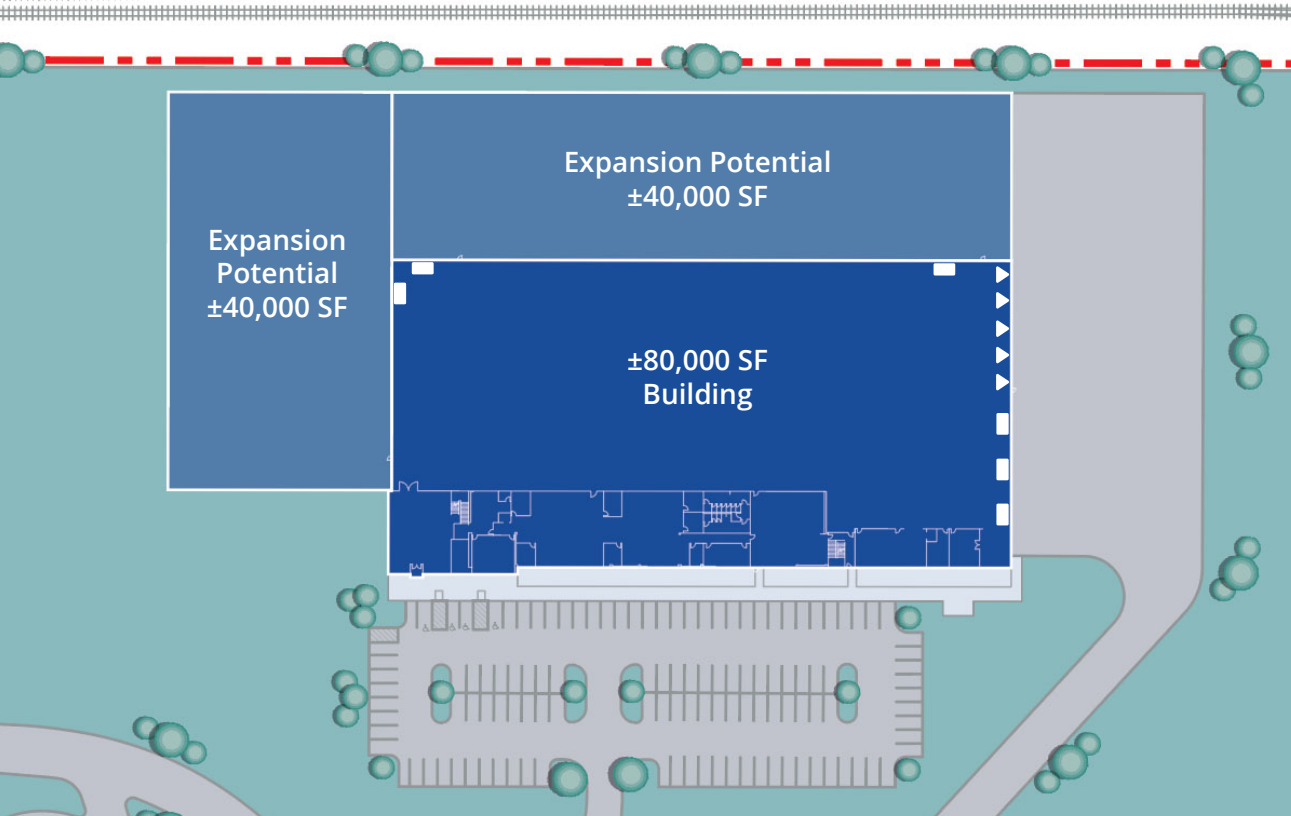 Expansion Potential
±40,000 SF
Expansion
Potential
±40,000 SF
±80,000 SF
Building